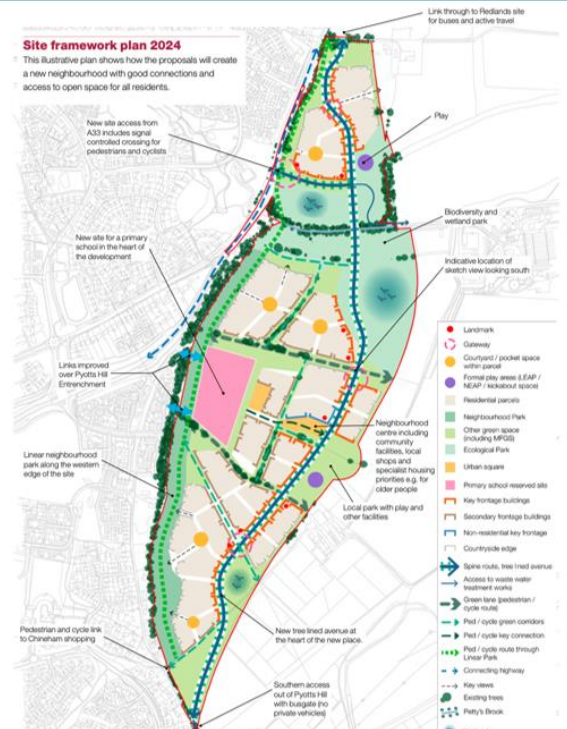 Link through to Redlands site
for buses and active travel
Site framework plan 2024
This illustrative plan shows how the proposals will create
a new neighbourhood with good connections and
access to open space for all residents.
New site access from
A33 includes signal
controlled crossing for
pedestrians and cyclists
Play
Biodiversity and
wetland park
New site for a primary
school in the heart of
the development
Indicative location of
sketch view looking south
Links improved
over Pyotts Hill
Entrenchment
Neighbourhood
centre including
community
facilities, local
shops and
specialist housing
priorities e.g. for
older people
Linear neighbourhood
park along the western
edge of the site
Local park with play and
other facilities
Pedestrian and cycle link
to Chineham shopping
New tree lined avenue at
the heart of the new place.
Southern access
out of Pyotts Hill
with busgate (no
private vehicles)
Landmark
Gateway
Courtyard / pocket space
within parcel
Formal play areas (LEAP /
NEAP / kickabout space)
Residential parcels
Neighbourhood Park
Other green space
(including MFGS)
Ecological Park
Urban square
Primary school reserved site
Key frontage buildings
Secondary frontage buildings
Non-residential key frontage
Countryside edge
Spine route, tree lined avenue
Access to waste water
treatment works
Green lane (pedestrian /
cycle route)
Ped / cycle green corridors
Ped / cycle key connection
Ped / cycle route through
Linear Park
Connecting highway
Key views
Existing trees
Petty's Brook